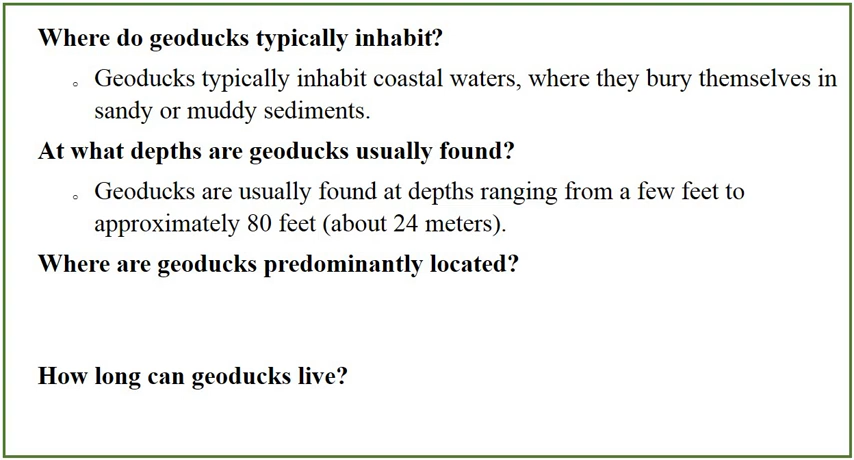 Where do geoducks typically inhabit?
◦ Geoducks typically inhabit coastal waters, where they bury themselves in
sandy or muddy sediments.
At what depths are geoducks usually found?
◦ Geoducks are usually found at depths ranging from a few feet to
approximately 80 feet (about 24 meters).
Where are geoducks predominantly located?
How long can geoducks live?